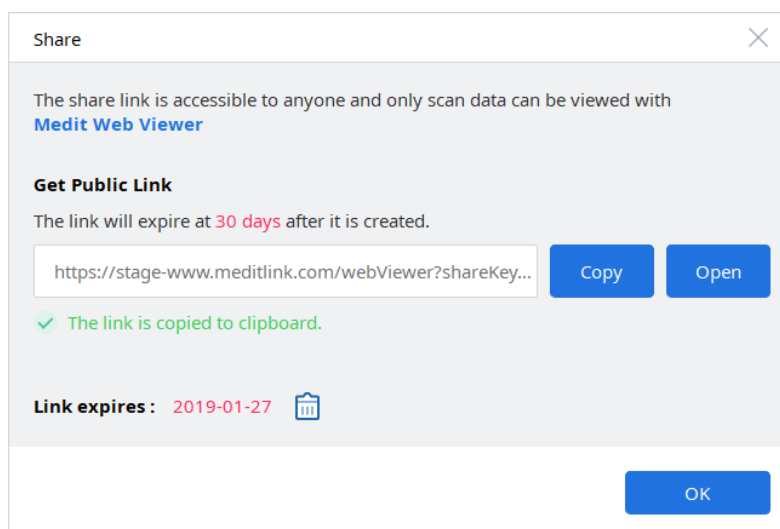 Share
The share link is accessible to anyone and only scan data can be viewed with
Medit Web Viewer
Get Public Link
The link will expire at 30 days after it is created.
https://stage-www.meditlink.com/webViewer?shareKey...
Copy
Open
The link is copied to clipboard.
Link expires : 2019-01-27
OK